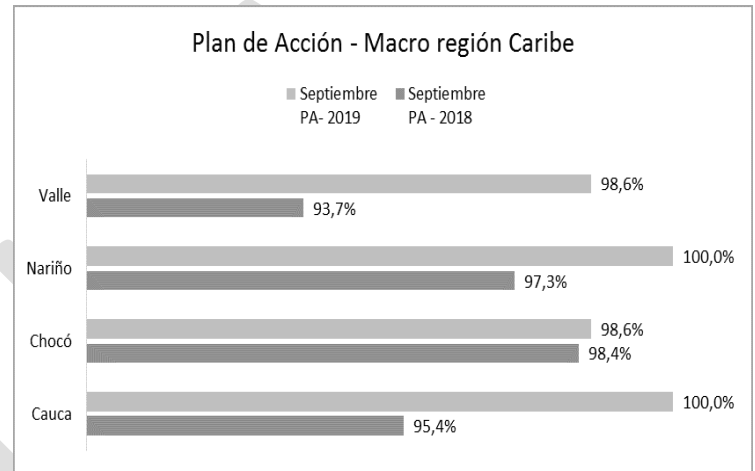 Plan de Acción - Macro región Caribe
Septiembre PA- 2019
Septiembre PA - 2018
Valle
98,6%
93,7%
Nariño
100,0%
97,3%
Chocó
98,6%
98,4%
Cauca
100,0%
95,4%